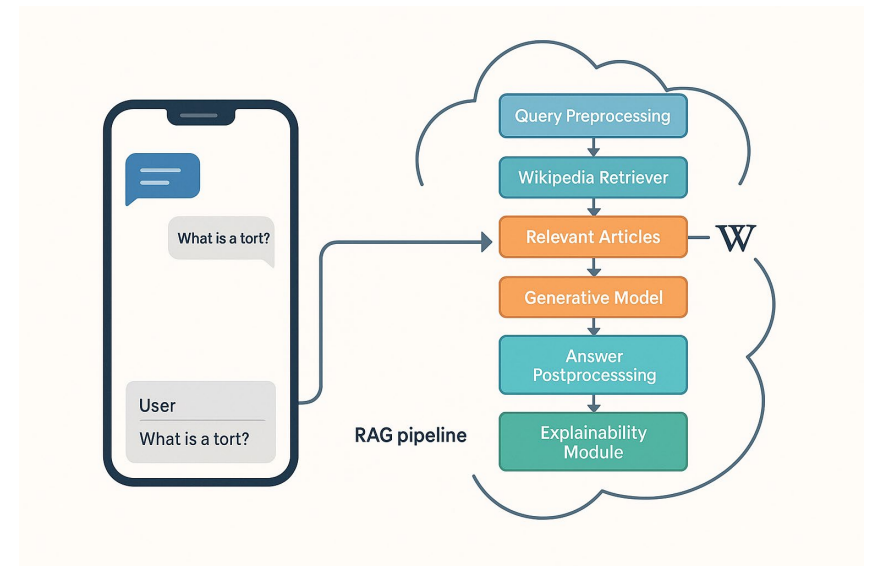 What is a tort?
User
What is a tort?
RAG pipeline
Query Preprocessing
Wikipedia Retriever
Relevant Articles
W
Generative Model
Answer
Postprocesssing
Explainability
Module